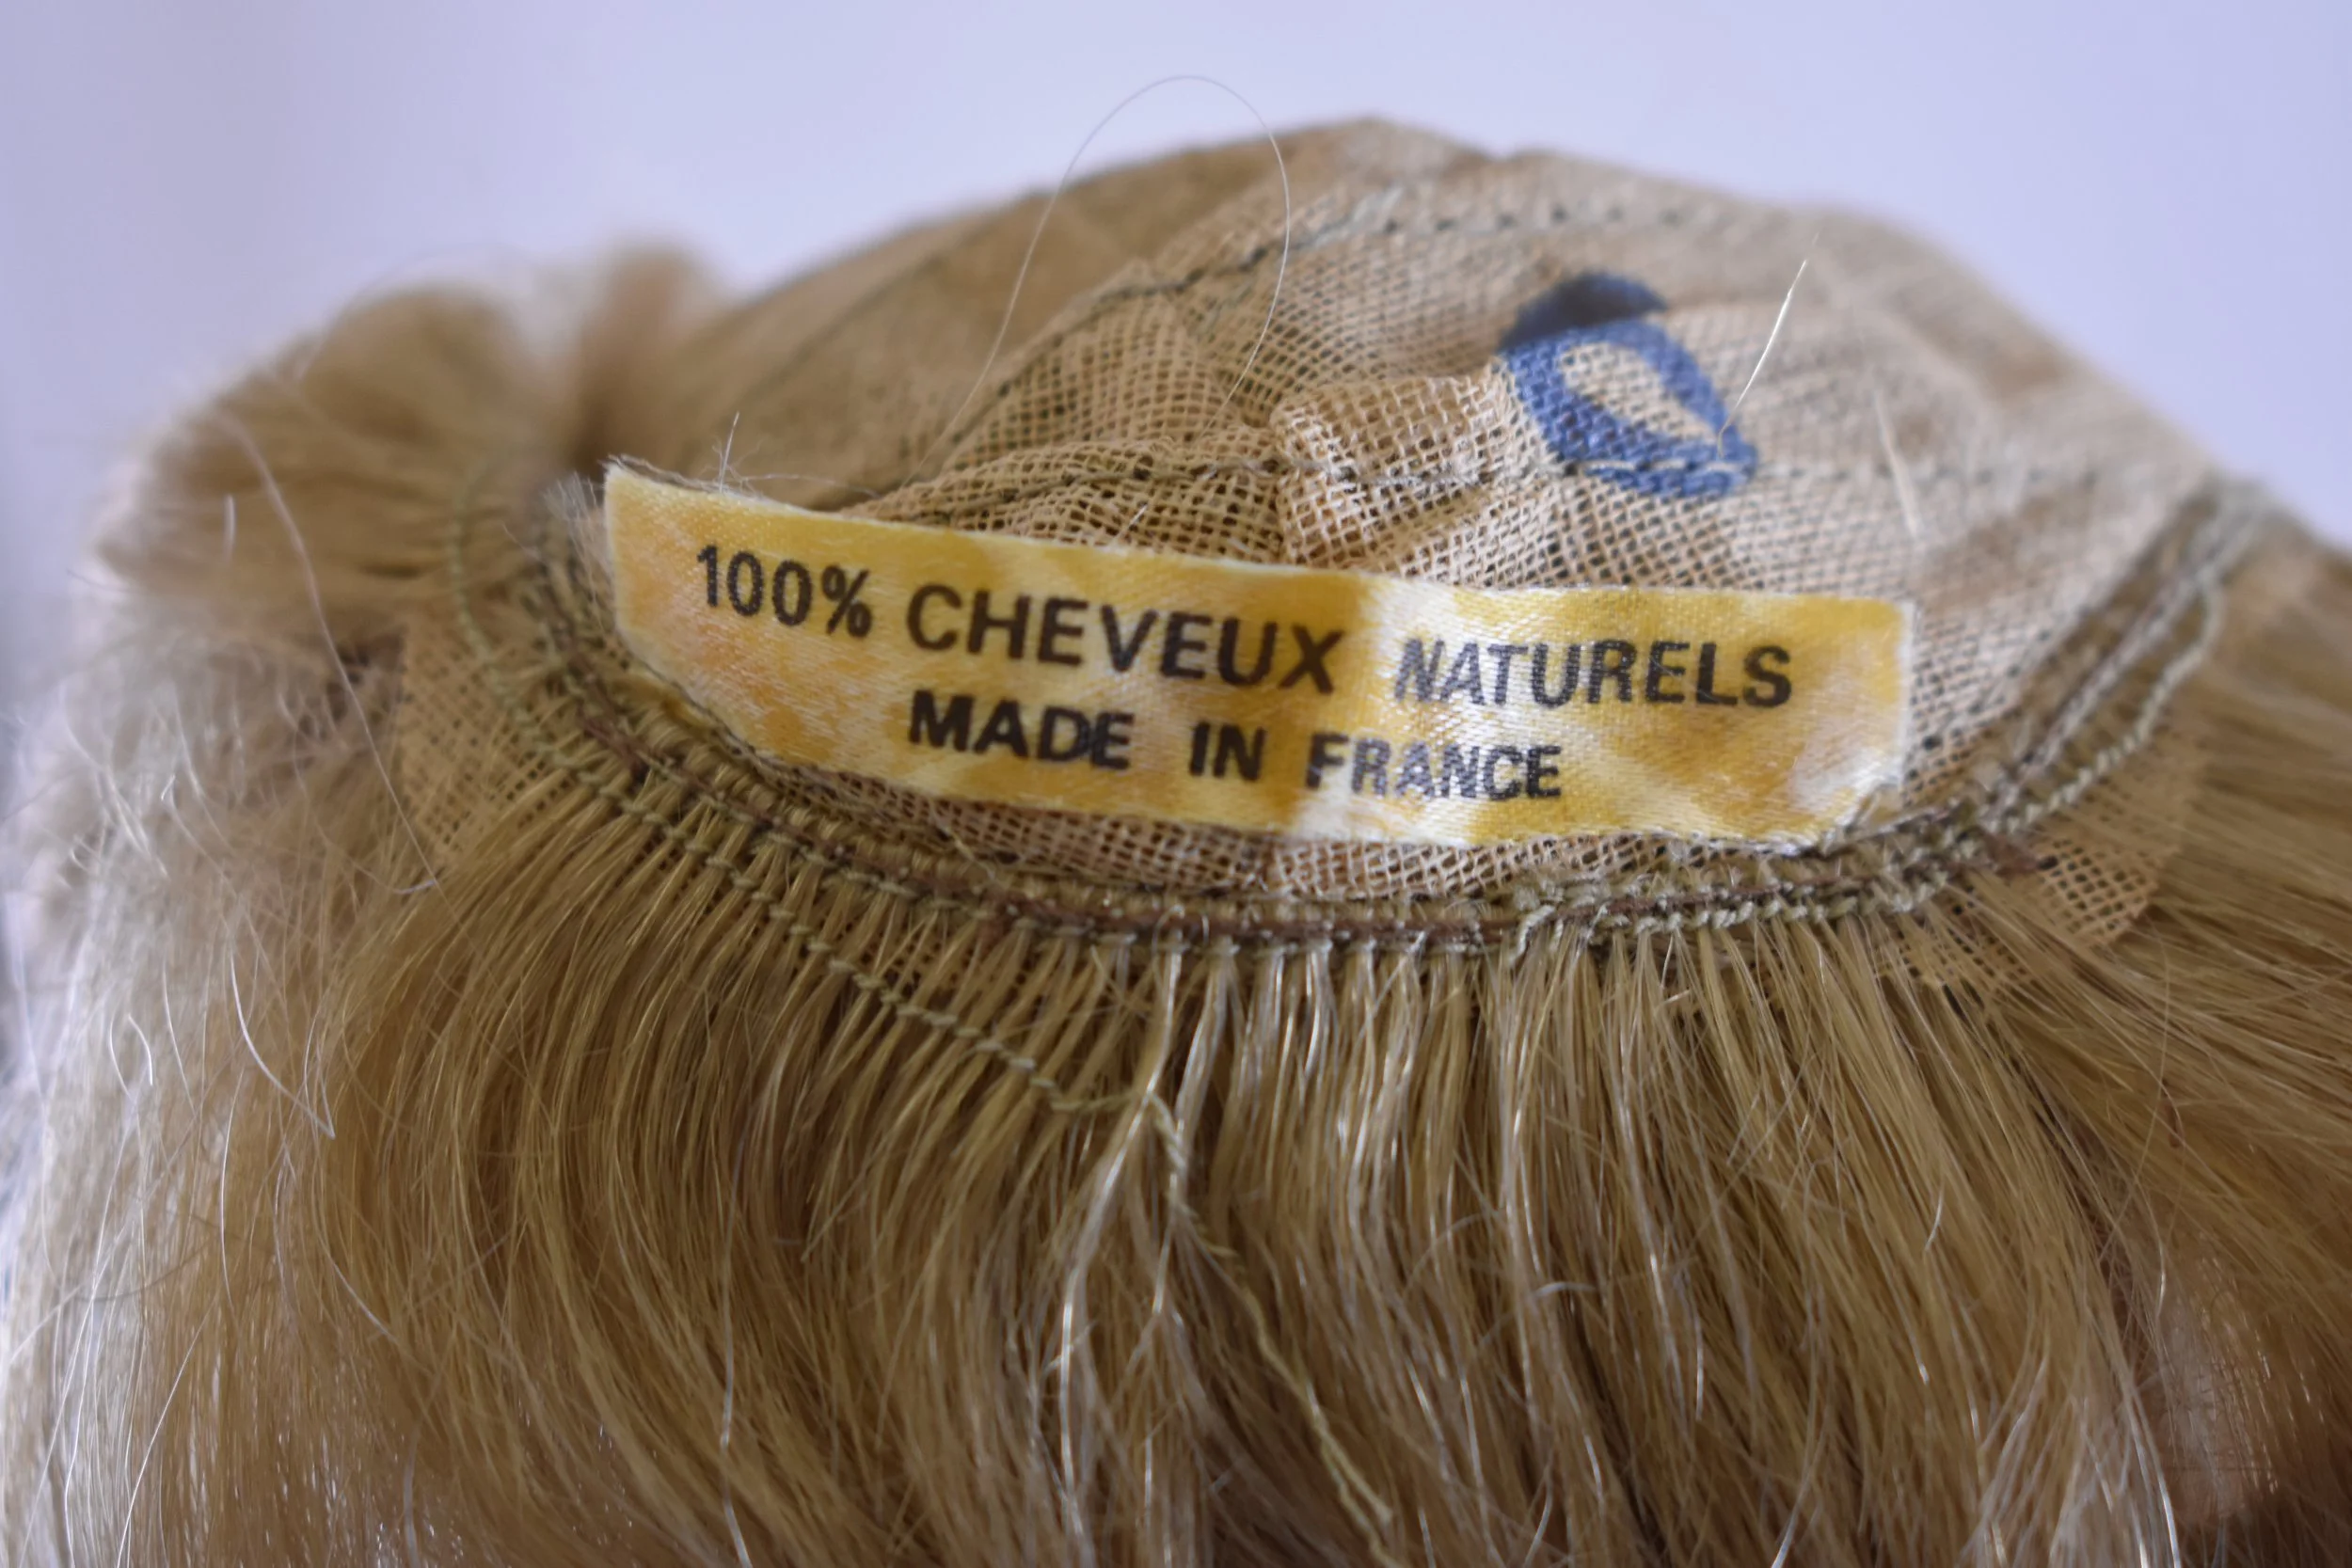 100% CHEVEUX NATURELS
MADE IN FRANCE